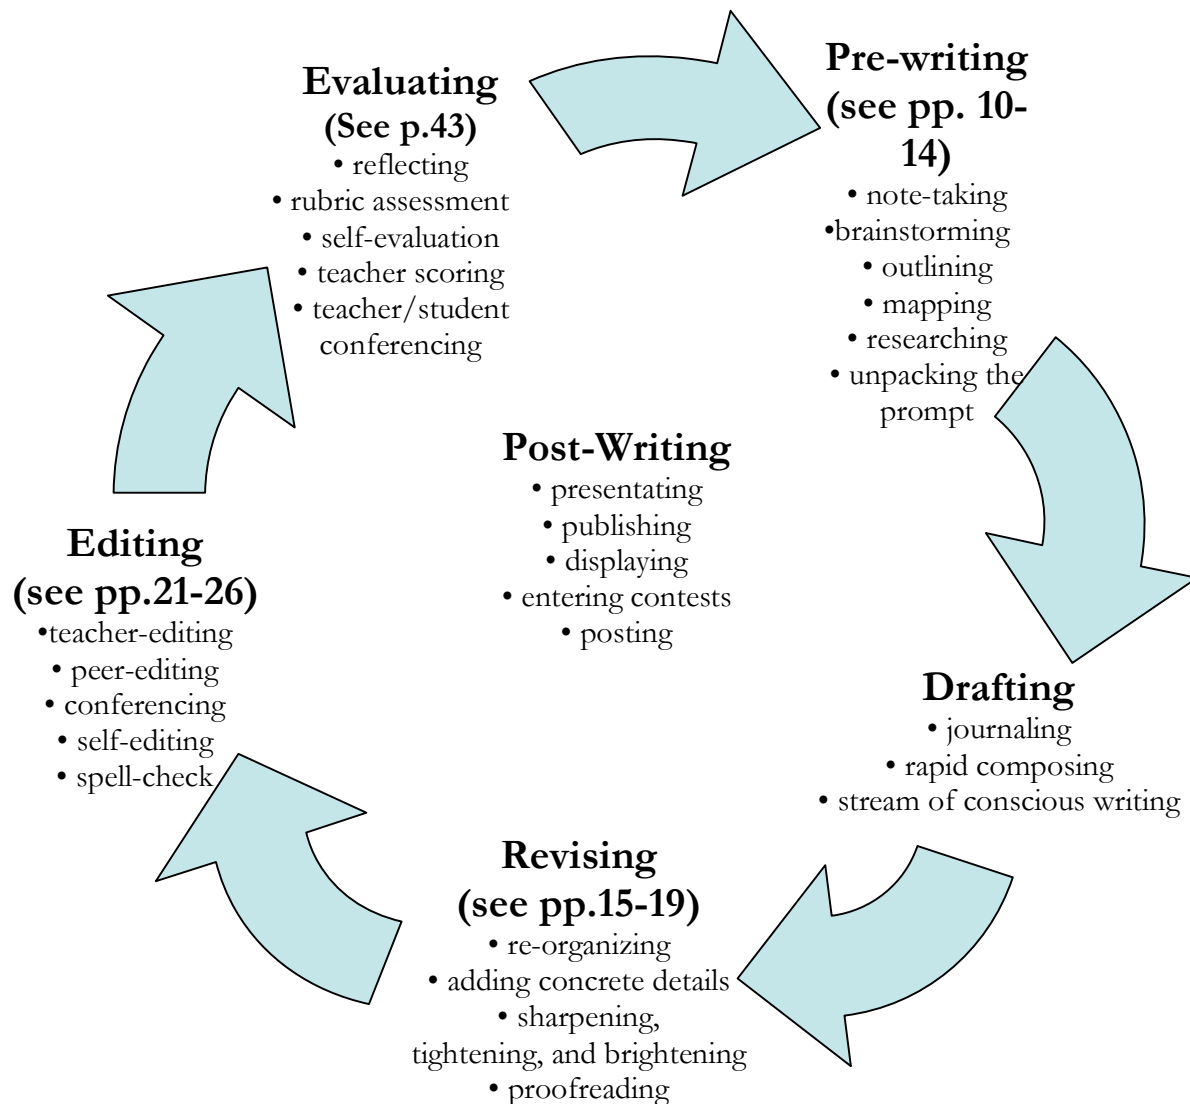 Evaluating
(See p.43)
• reflecting
• rubric assessment
• self-evaluation
• teacher scoring
• teacher/student
conferencing
Pre-writing
(see pp. 10-
14)
• note-taking
•brainstorming
• outlining
• mapping
• researching
• unpacking the
prompt
Post-Writing
• presentating
• publishing
• displaying
• entering contests
• posting
Editing
(see pp.21-26)
•teacher-editing
• peer-editing
• conferencing
• self-editing
• spell-check
Drafting
• journaling
• rapid composing
• stream of conscious writing
Revising
(see pp.15-19)
• re-organizing
• adding concrete details
• sharpening,
tightening, and brightening
• proofreading